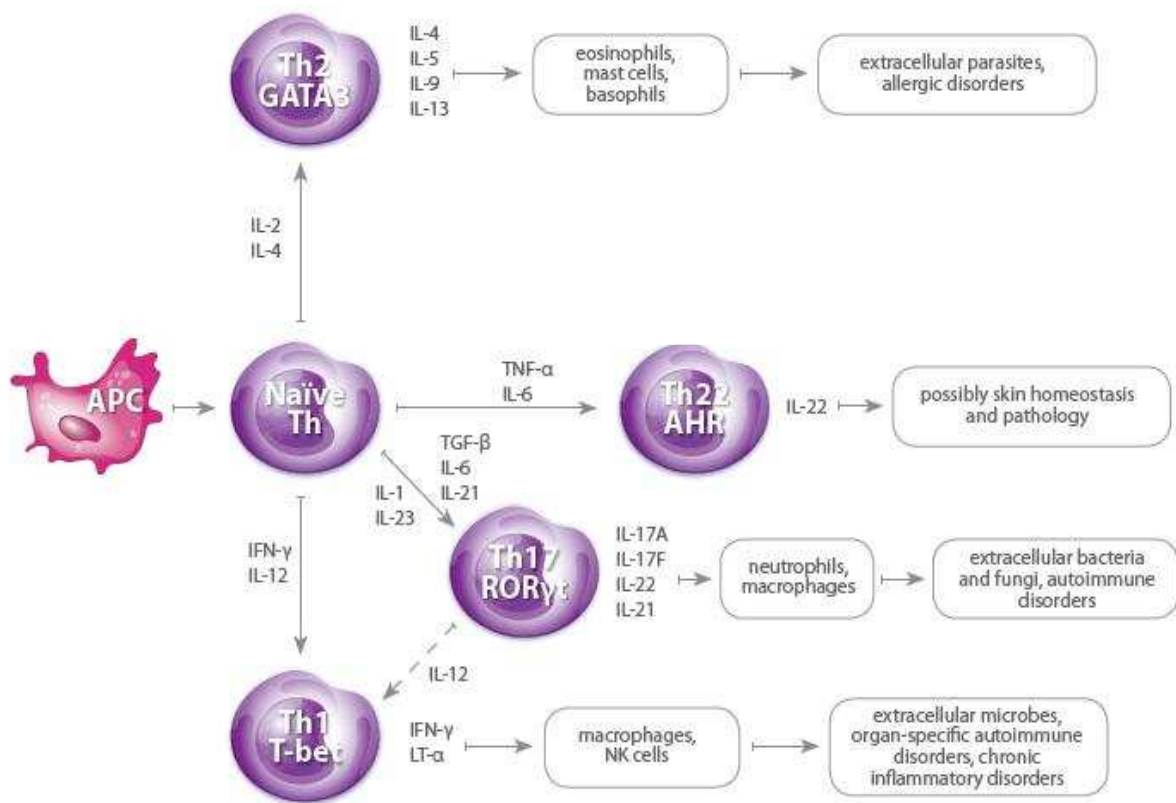 Th2
GATA3
IL-4
IL-5
IL-9
IL-13
eosinophils,
mast cells,
basophils
extracellular parasites,
allergic disorders
IL-2
IL-4
APC
Naïve
Th
TNF-α
IL-6
Th22
AHR
IL-22
possibly skin homeostasis
and pathology
TGF-β
IL-6
IL-21
IL-1
IL-23
Th17
RORγt
IL-17A
IL-17F
IL-22
IL-21
neutrophils,
macrophages
extracellular bacteria
and fungi, autoimmune
disorders
IFN-γ
IL-12
IL-12
Th1
T-bet
IFN-γ
LT-α
macrophages,
NK cells
extracellular microbes,
organ-specific autoimmune
disorders, chronic
inflammatory disorders